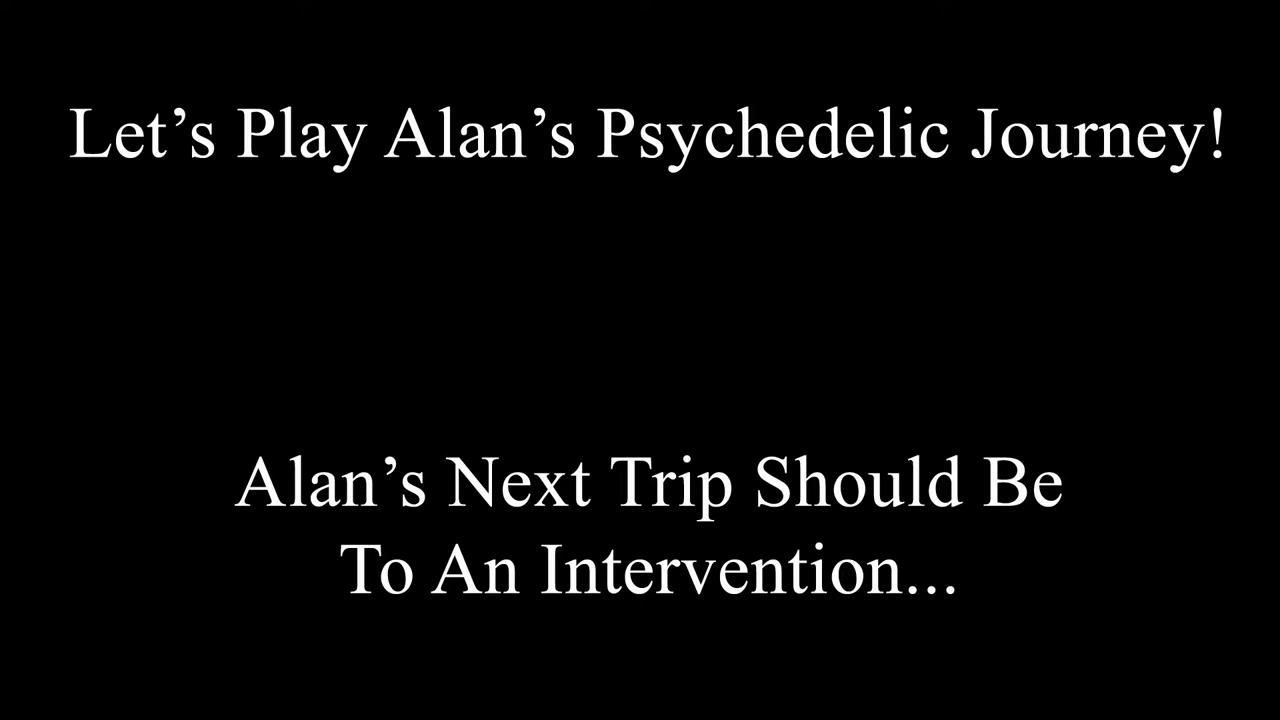 Let’s Play Alan’s Psychedelic Journey!
Alan’s Next Trip Should Be
To An Intervention...